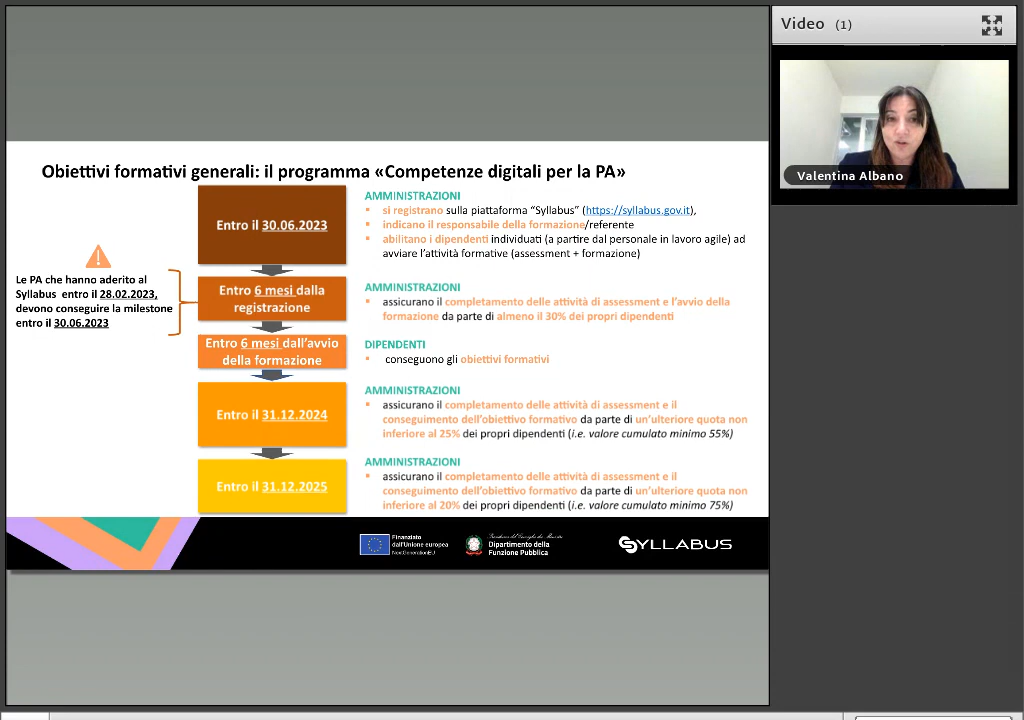 Video (1)
Valentina Albano
Obiettivi formativi generali: il programma «Competenze digitali per la PA»
Entro il 30.06.2023
AMMINISTRAZIONI
si registrano sulla piattaforma “Syllabus” (https://syllabus.gov.it),
indicano il responsabile della formazione/referente
abilitano i dipendenti individuati (a partire dal personale in lavoro agile) ad
avviare l’attività formative (assessment + formazione)
Le PA che hanno aderito al
Syllabus entro il 28.02.2023,
devono conseguire la milestone
entro il 30.06.2023
Entro 6 mesi dalla
registrazione
AMMINISTRAZIONI
assicurano il completamento delle attività di assessment e l’avvio della
formazione da parte di almeno il 30% dei propri dipendenti
Entro 6 mesi dall’avvio
della formazione
DIPENDENTI
conseguono gli obiettivi formativi
Entro il 31.12.2024
AMMINISTRAZIONI
assicurano il completamento delle attività di assessment e il
conseguimento dell’obiettivo formativo da parte di un’ulteriore quota non
inferiore al 25% dei propri dipendenti (i.e. valore cumulato minimo 55%)
Entro il 31.12.2025
AMMINISTRAZIONI
assicurano il completamento delle attività di assessment e il
conseguimento dell’obiettivo formativo da parte di un’ulteriore quota non
inferiore al 20% dei propri dipendenti (i.e. valore cumulato minimo 75%)
Finanziato
dall'Unione europea
NextGenerationEU
Dipartimento della
Funzione Pubblica
SYLLABUS